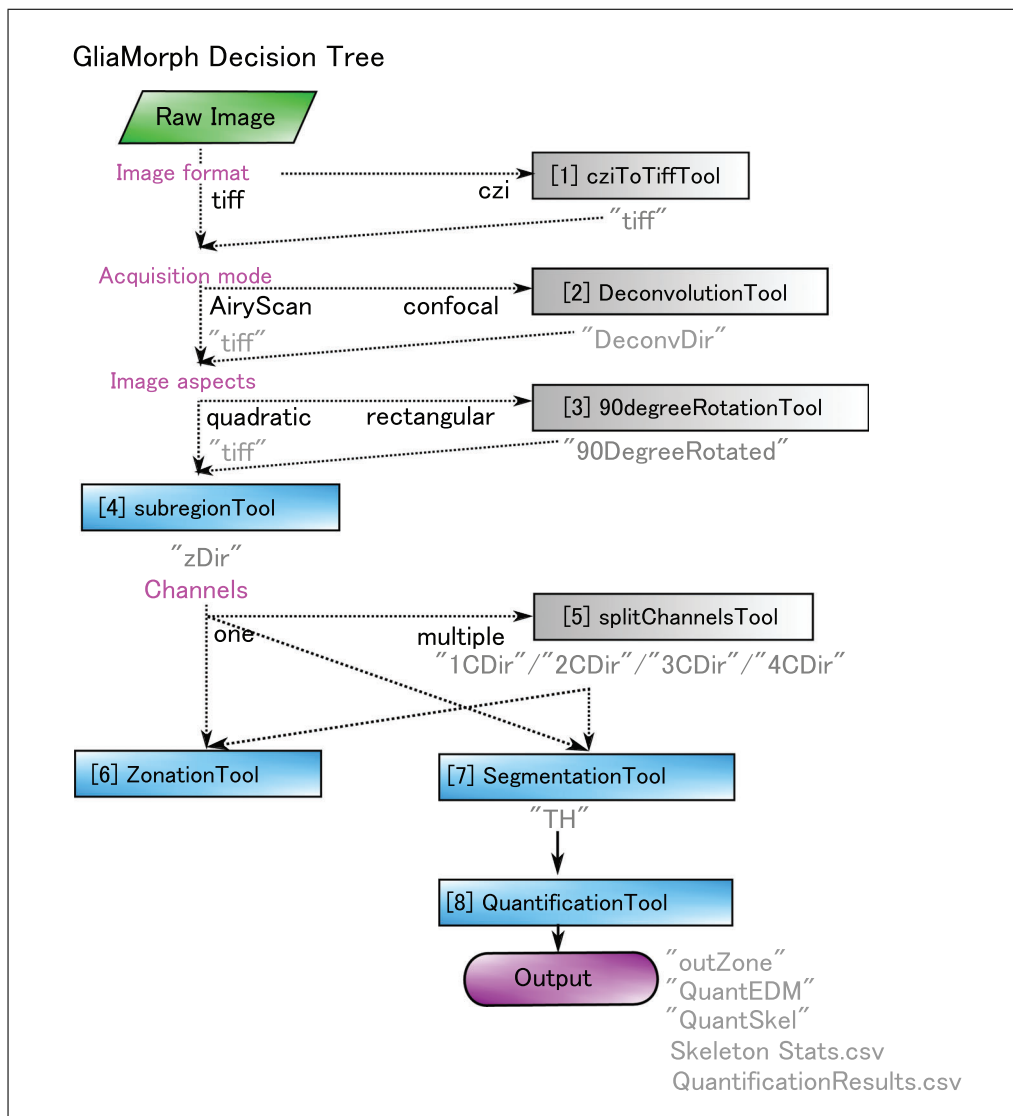 GliaMorph Decision Tree
Raw Image
Image format
tiff
czi
[1] cziToTiffTool
"tiff"
Acquisition mode
AiryScan
confocal
[2] DeconvolutionTool
"tiff"
"DeconvDir"
Image aspects
quadratic
rectangular
[3] 90degreeRotationTool
"tiff"
"90DegreeRotated"
[4] subregionTool
"zDir"
Channels
one
multiple
[5] splitChannelsTool
"1CDir"/"2CDir"/"3CDir"/"4CDir"
[6] ZonationTool
[7] SegmentationTool
"TH"
[8] QuantificationTool
Output
"outZone"
"QuantEDM"
"QuantSkel"
Skeleton Stats.csv
QuantificationResults.csv